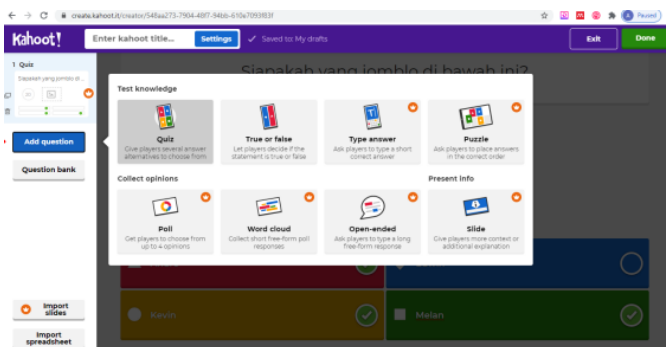 create.kahoot.it/creator/548aa273-7904-48f7-94bb-610e7093f83f
Paused
Kahoot!
Enter kahoot title...
Settings
Saved to: My drafts
Exit
Done
1 Quiz
Siapakah yang jomblo di ...
Siapakah yang jomblo di bawah ini?
Add question
Question bank
Test knowledge
Quiz
Give players several answer
alternatives to choose from
True or false
Let players decide if the
statement is true or false
Type answer
Ask players to type a short
correct answer
Puzzle
Ask players to place answers
in the correct order
Collect opinions
Present info
Poll
Get players to choose from
up to 4 opinions
Word cloud
Collect short free-form poll
responses
Open-ended
Ask players to type a long
free-form response
Slide
Give players more context or
additional explanation
Kevin
Melan
Import
slides
Import
spreadsheet